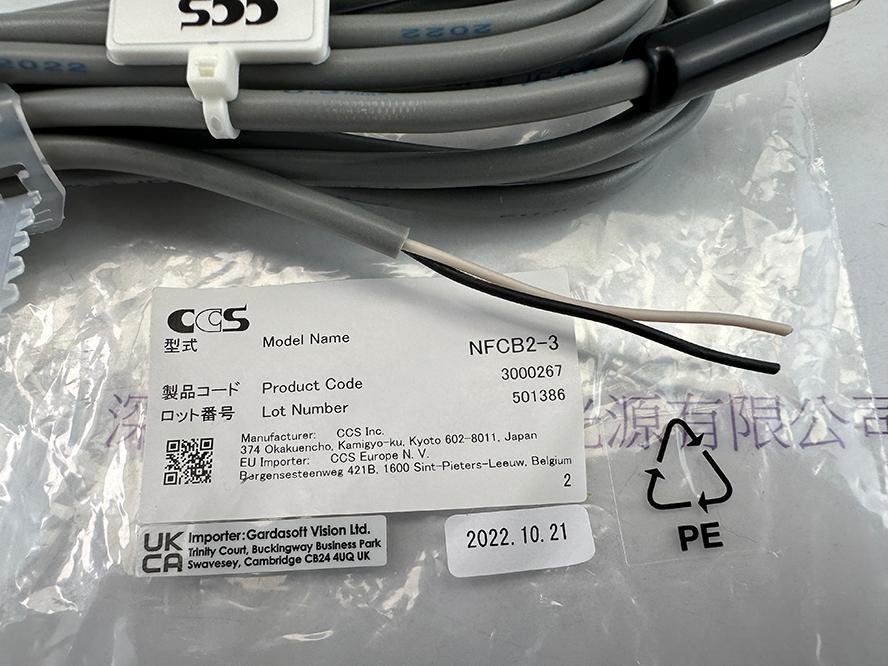 CCS
2022
2022
CCS
型式 Model Name NFCB2-3
製品コード Product Code 3000267
ロット番号 Lot Number 501386
Manufacturer: CCS Inc.
374 Okakuencho, Kamigyo-ku, Kyoto 602-8011, Japan
EU Importer: CCS Europe N. V.
Bergensesteenweg 421B, 1600 Sint-Pieters-Leeuw, Belgium
2
深 光源有限公司
UK
CA
Importer:Gardasoft Vision Ltd.
Trinity Court, Buckingway Business Park
Swavesey, Cambridge CB24 4UQ UK
2022.10.21
PE